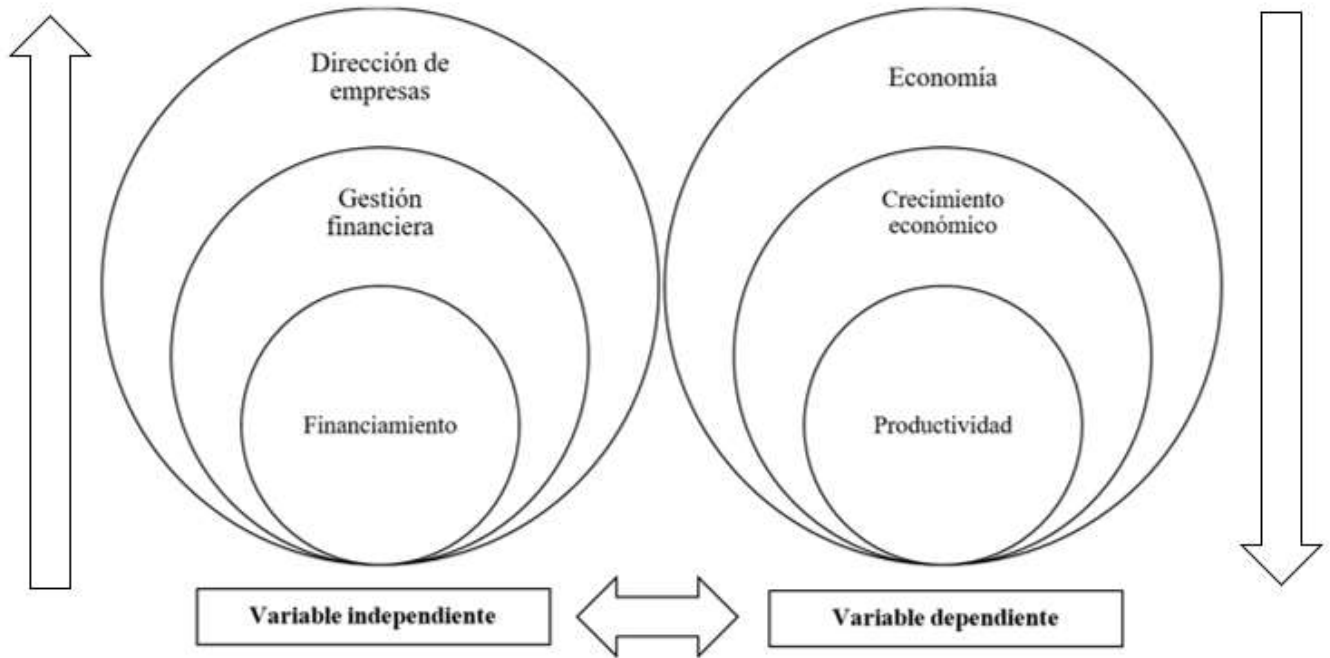 Dirección de
empresas
Gestión
financiera
Financiamiento
Economía
Crecimiento
económico
Productividad
Variable independiente
Variable dependiente